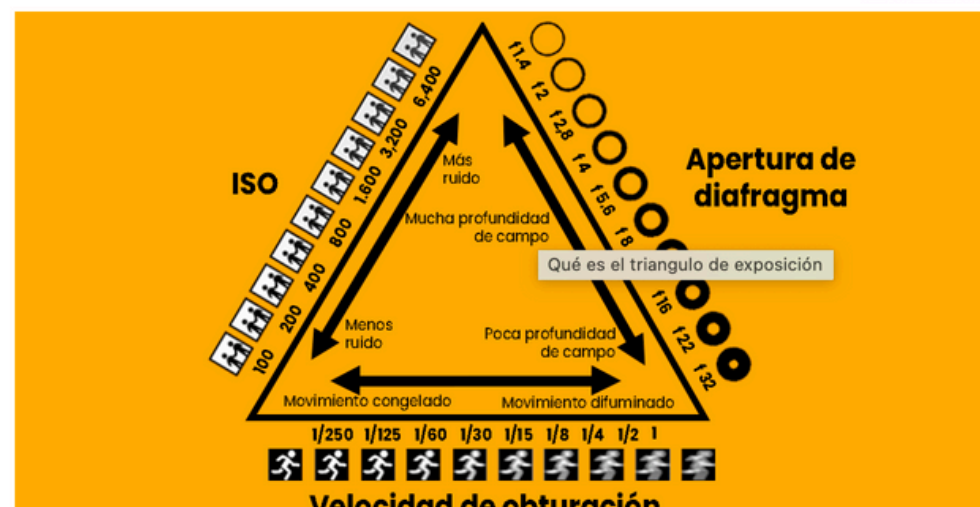 ISO
6,400
3,200
1.600
800
400
200
100
f1.4
f2
f2,8
f4
f5.6
f8
f16
f22
f32
Apertura de
diafragma
Más
ruido
Mucha profundidad
de campo
Qué es el triangulo de exposición
Menos
ruido
Poca profundidad
de campo
Movimiento congelado
Movimiento difuminado
1/250 1/125 1/60 1/30 1/15 1/8 1/4 1/2 1
Velocidad de obturación